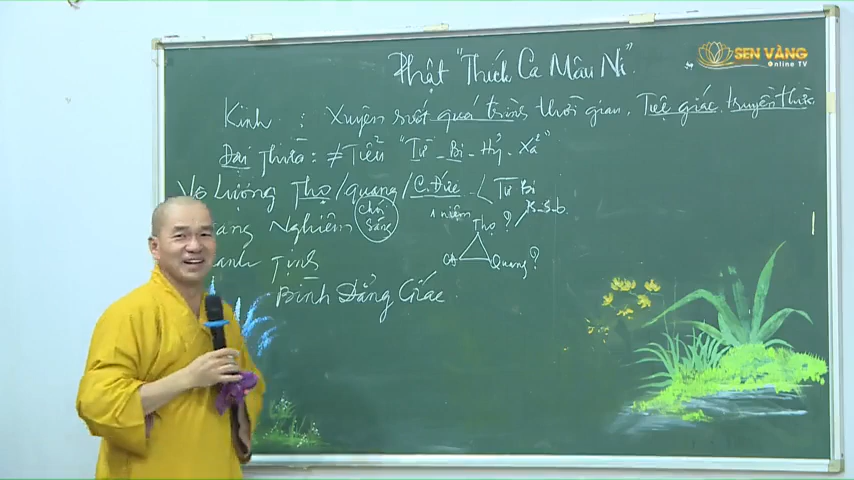 SEN VÀNG
Online TV
Phật "Thích Ca Mâu Ni"
Kinh : Xuyên suốt quá trình thời gian. Tuệ giác truyền thừa
Đại Thừa : ≠ Tiểu "Từ - Bi - Hỷ - Xả"
Vô Lượng Thọ / quang / C. Đức - ( Từ Bi
Nghiêm
Chói sáng
1 niệm
Thọ ?
Quang ?
Tịnh
Bình Đẳng Giác